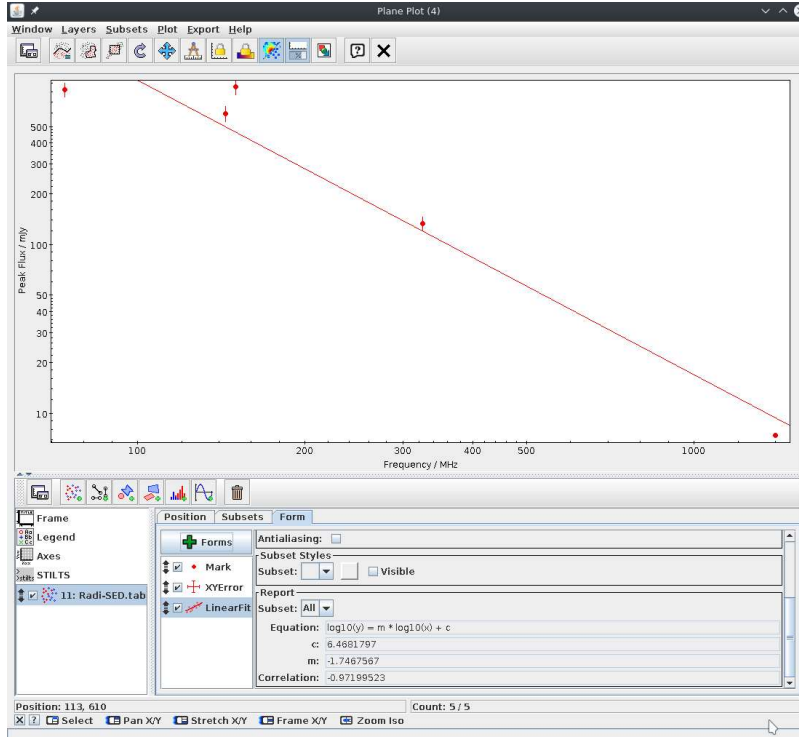 Plane Plot (4)
Window Layers Subsets Plot Export Help
500
400
300
200
100
50
40
30
20
10
Peak Flux / mJy
100 200 300 400 500 1000
Frequency / MHz
Frame
Legend
Axes
STILTS
11: Radi-SED.tab
Position Subsets Form
Forms
Mark
XYError
LinearFit
Antialiasing:
Subset Styles
Subset: Visible
Report
Subset: All
Equation: log10(y) = m * log10(x) + c
c: 6.4681797
m: -1.7467567
Correlation: -0.97199523
Position: 113, 610 Count: 5 / 5
Select Pan X/Y Stretch X/Y Frame X/Y Zoom Iso